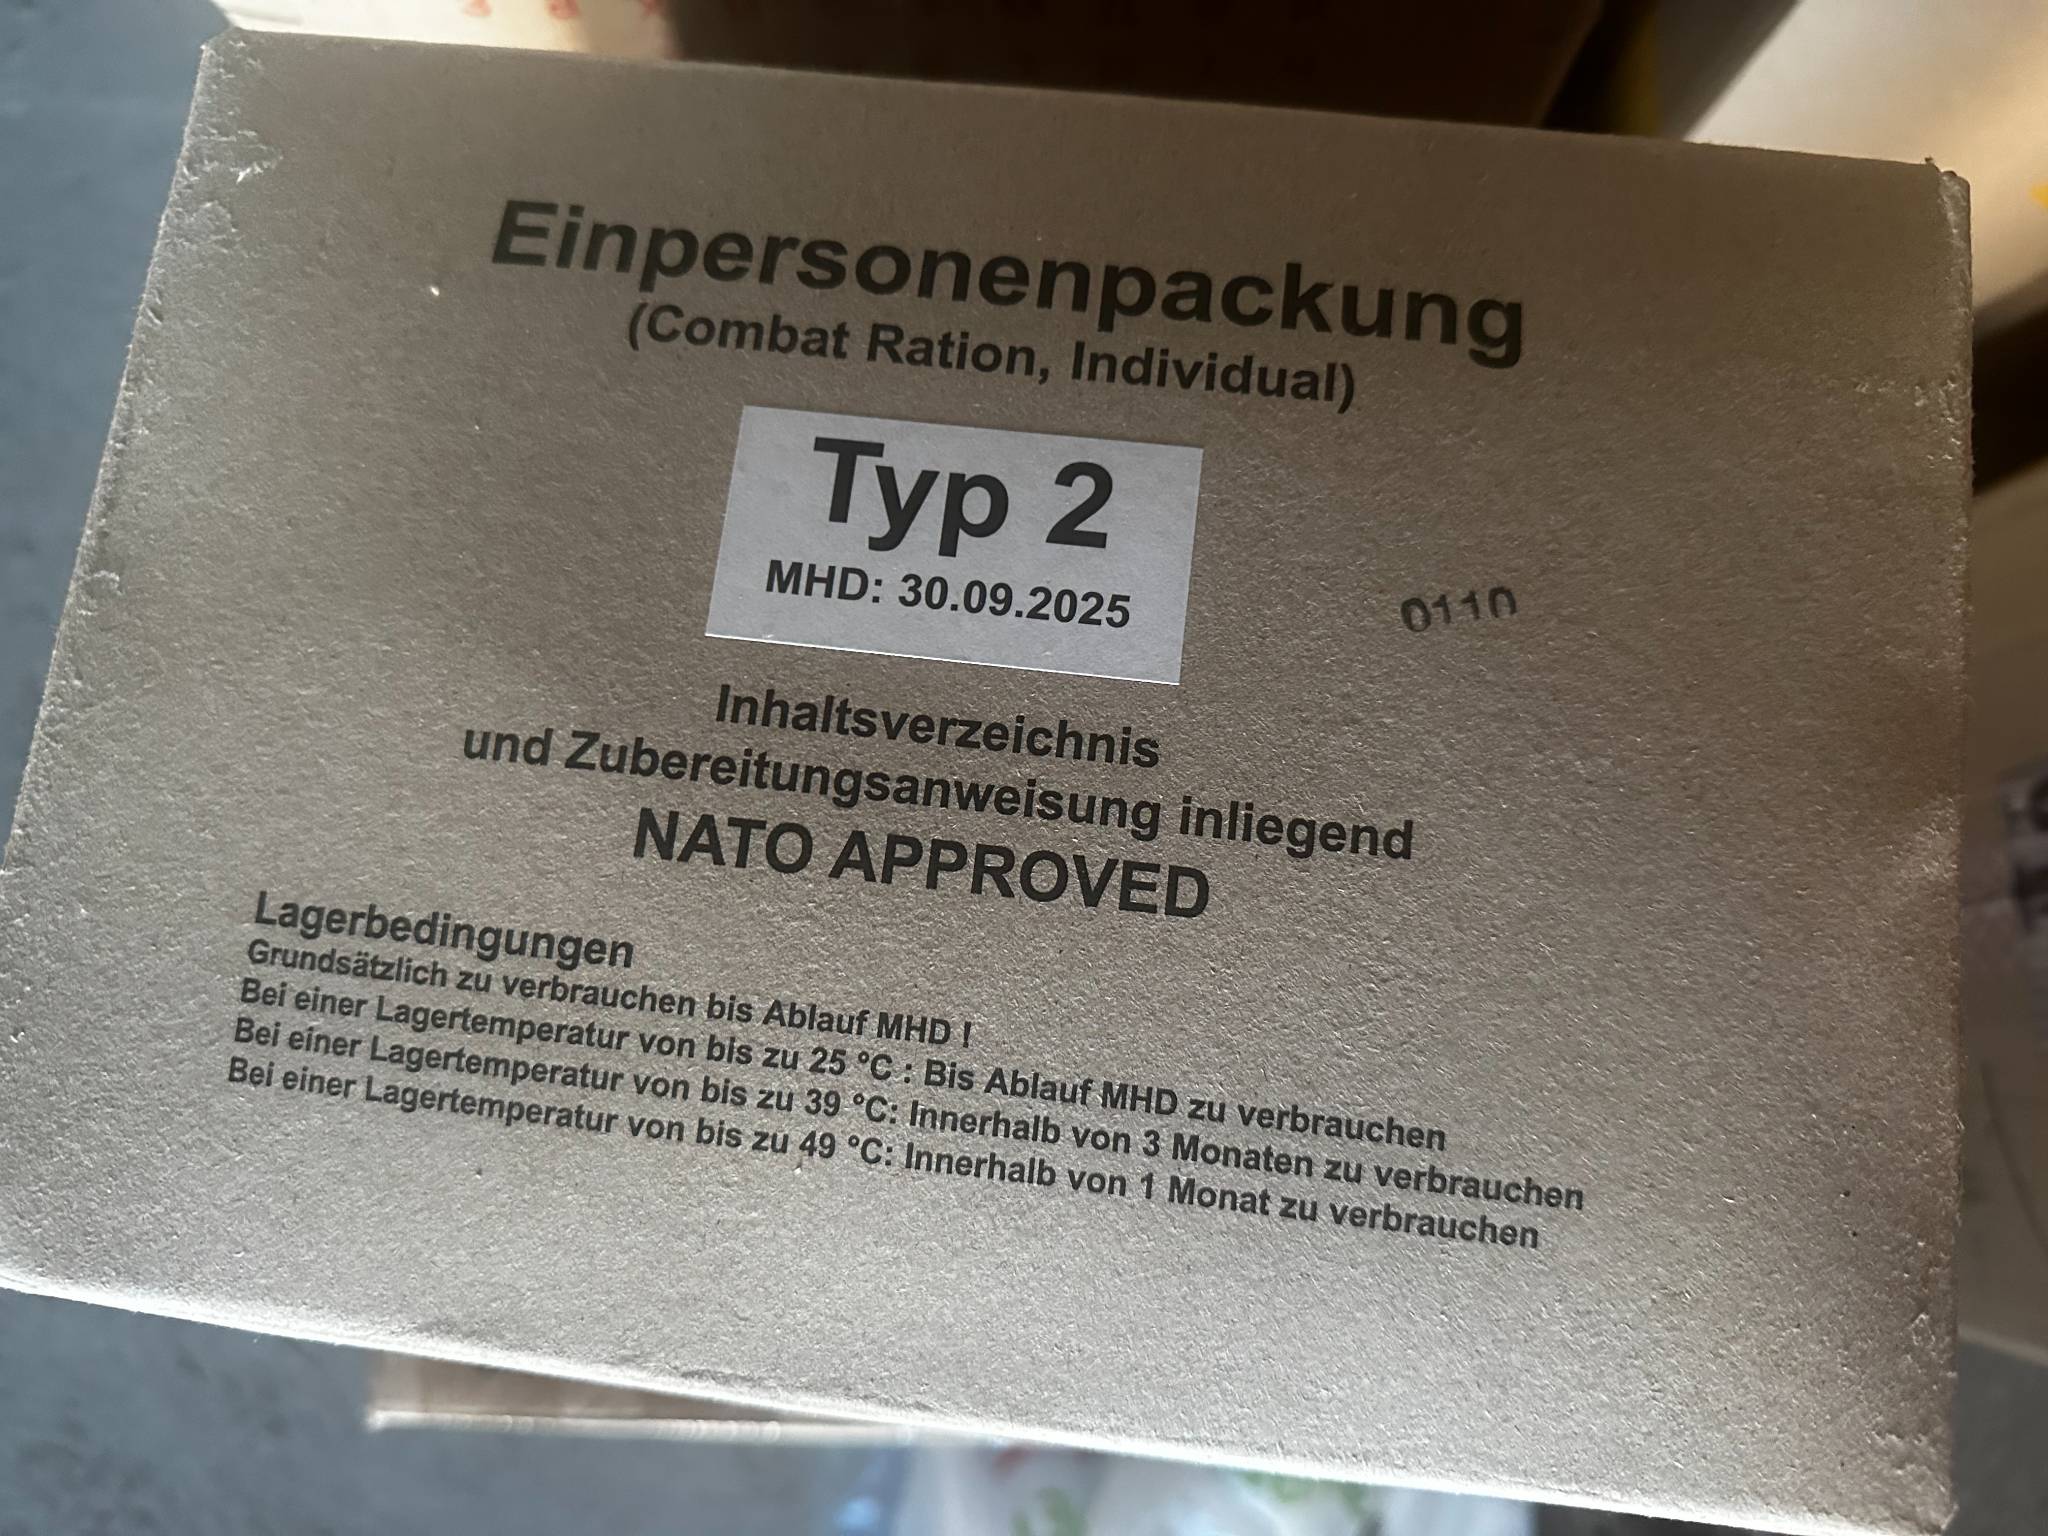 Einpersonenpackung
(Combat Ration, Individual)
Typ 2
MHD: 30.09.2025
0110
Inhaltsverzeichnis
und Zubereitungsanweisung inliegend
NATO APPROVED
Lagerbedingungen
Grundsätzlich zu verbrauchen bis Ablauf MHD !
Bei einer Lagertemperatur von bis zu 25 °C : Bis Ablauf MHD zu verbrauchen
Bei einer Lagertemperatur von bis zu 39 °C: Innerhalb von 3 Monaten zu verbrauchen
Bei einer Lagertemperatur von bis zu 49 °C: Innerhalb von 1 Monat zu verbrauchen